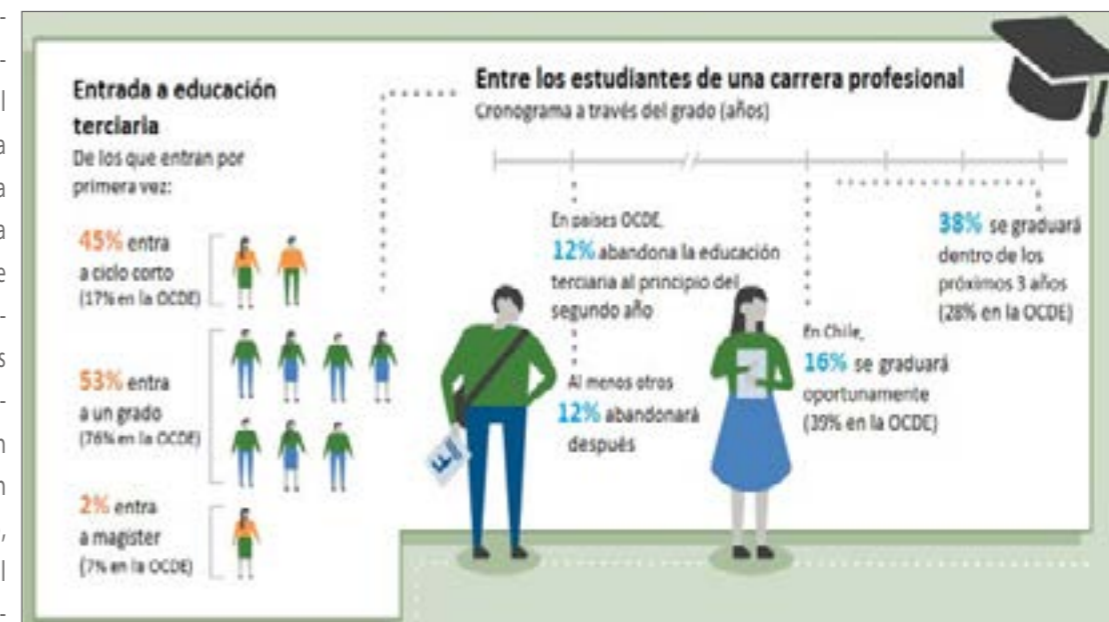 Entrada a educación
terciaria
De los que entran por
primera vez:
45% entra
a ciclo corto
(17% en la OCDE)
53% entra
a un grado
(76% en la OCDE)
2% entra
a magister
(7% en la OCDE)
Entre los estudiantes de una carrera profesional
Cronograma a través del grado (años)
En países OCDE,
12% abandona la educación
terciaria al principio del
segundo año
Al menos otros
12% abandonará
después
En Chile,
16% se graduará
oportunamente
(39% en la OCDE)
38% se graduará
dentro de los
próximos 3 años
(28% en la OCDE)